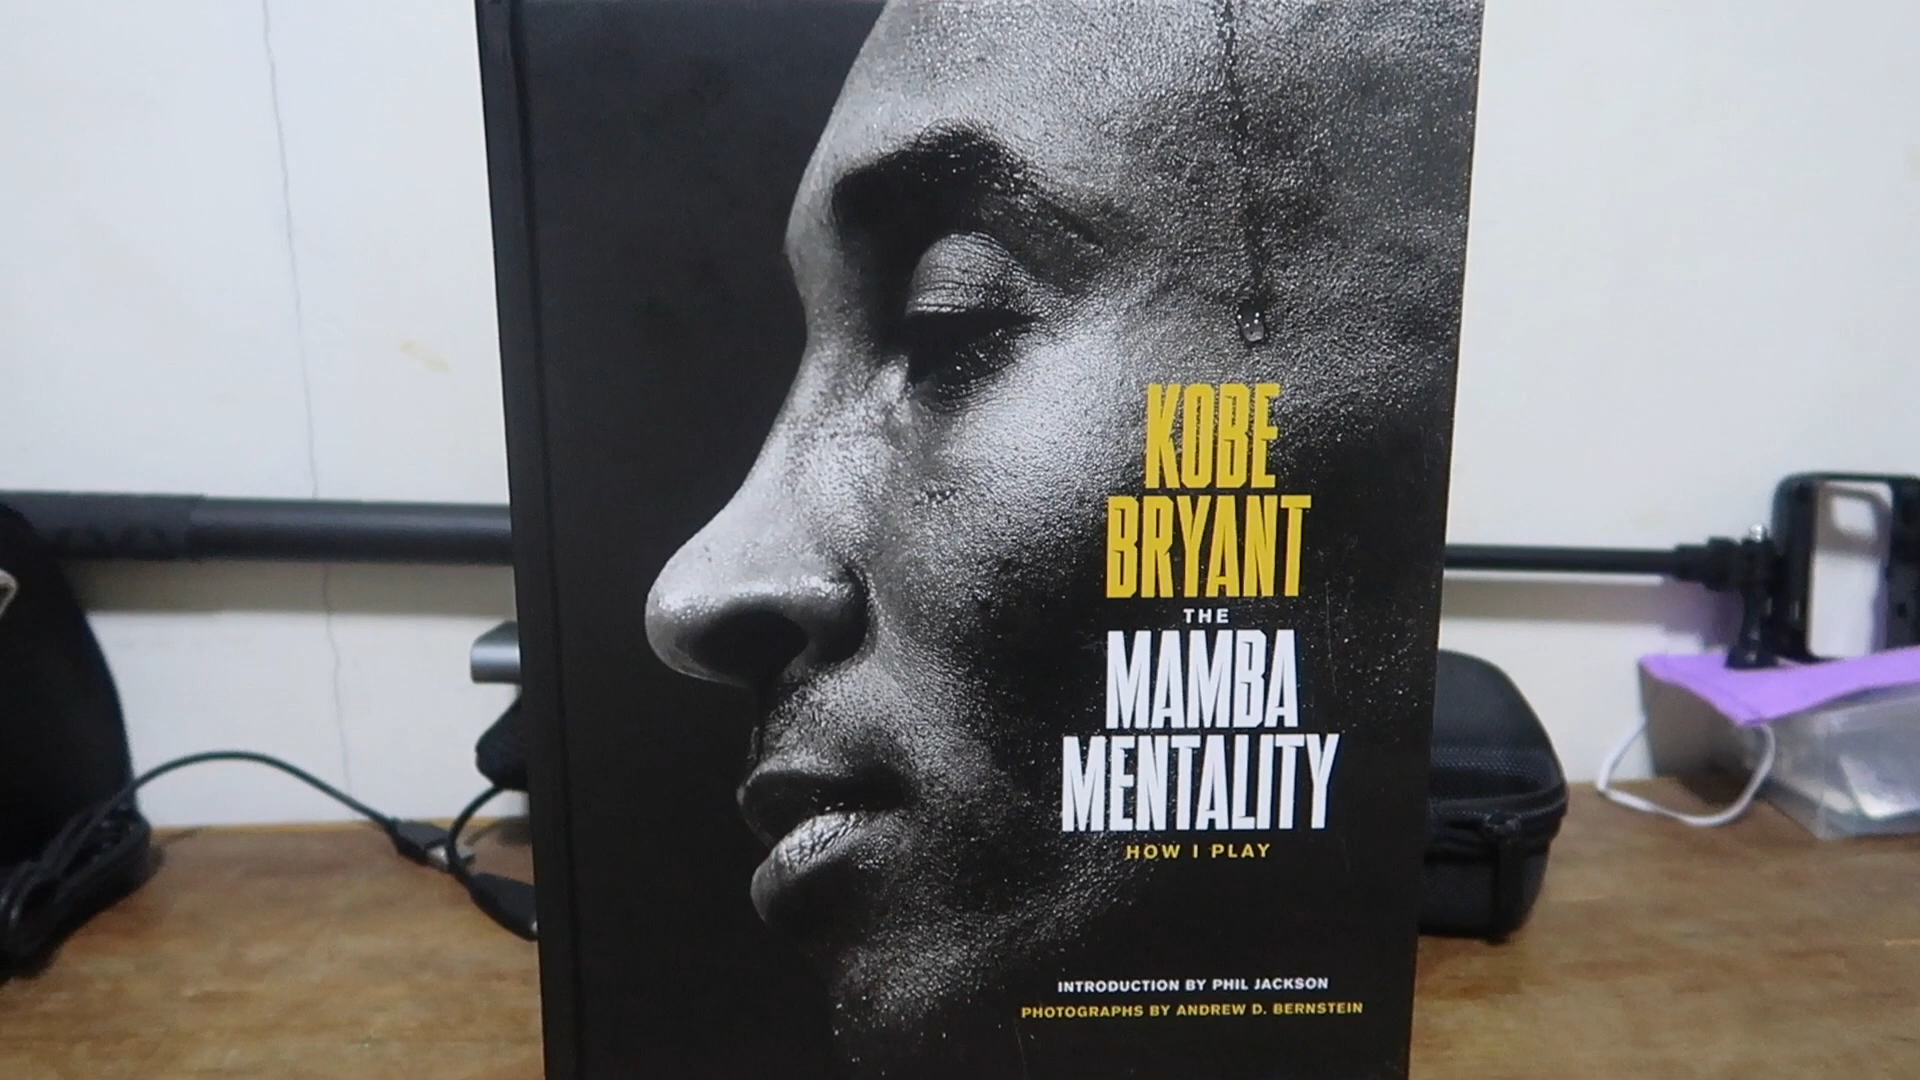 KOBE
BRYANT
THE
MAMBA
MENTALITY
HOW I PLAY
INTRODUCTION BY PHIL JACKSON
PHOTOGRAPHS BY ANDREW D. BERNSTEIN